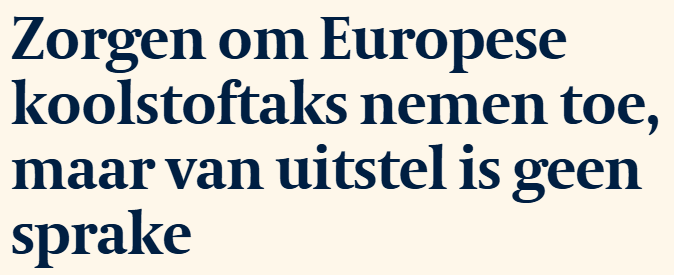 Zorgen om Europese
koolstoftaks nemen toe,
maar van uitstel is geen
sprake